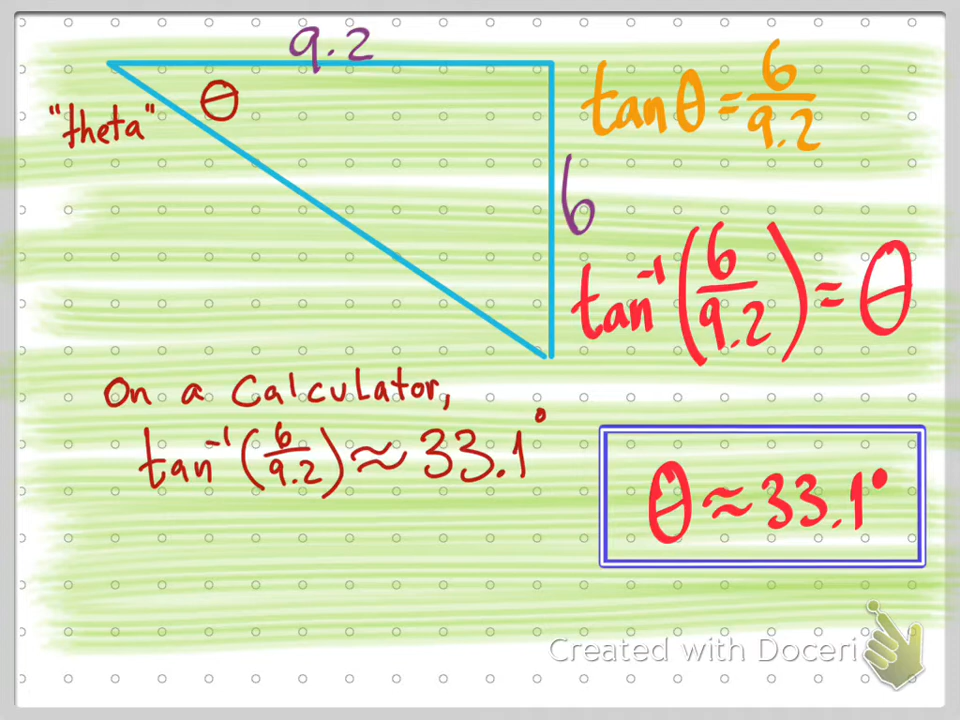 9.2
"theta"
θ
6
tan θ = 6/9.2
tan⁻¹(6/9.2) = θ
On a Calculator,
tan⁻¹(6/9.2) ≈ 33.1°
θ ≈ 33.1°
Created with Doceri